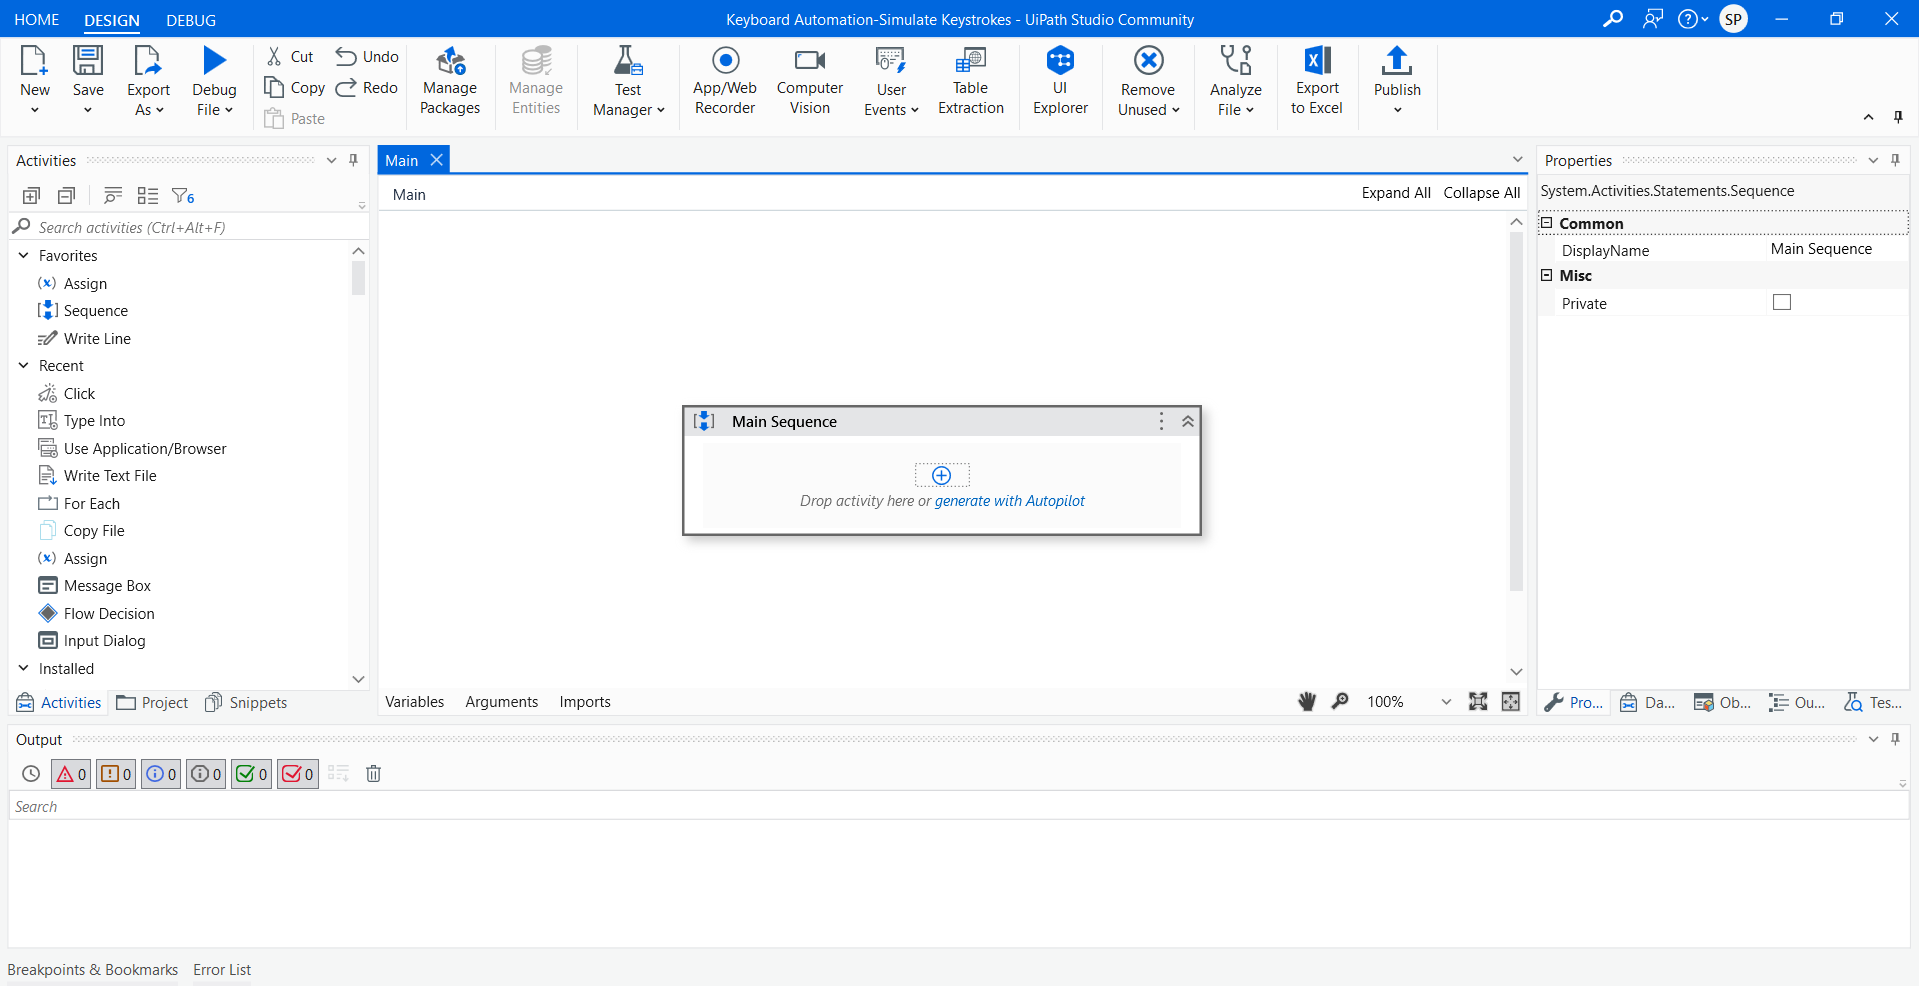 HOME DESIGN DEBUG Keyboard Automation-Simulate Keystrokes - UiPath Studio Community SP
New
Save
Export
As
Debug
File
Cut
Copy
Paste
Undo
Redo
Manage
Packages
Manage
Entities
Test
Manager
App/Web
Recorder
Computer
Vision
User
Events
Table
Extraction
UI
Explorer
Remove
Unused
Analyze
File
Export
to Excel
Publish
Activities
6
Search activities (Ctrl+Alt+F)
Favorites
Assign
Sequence
Write Line
Recent
Click
Type Into
Use Application/Browser
Write Text File
For Each
Copy File
Assign
Message Box
Flow Decision
Input Dialog
Installed
Activities Project Snippets
Main
Main Expand All Collapse All
Main Sequence
Drop activity here or generate with Autopilot
Variables Arguments Imports 100%
Properties
System.Activities.Statements.Sequence
Common
DisplayName Main Sequence
Misc
Private
Pro... Da... Ob... Ou... Tes...
Output
0 0 0 0 0 0
Search
Breakpoints & Bookmarks Error List